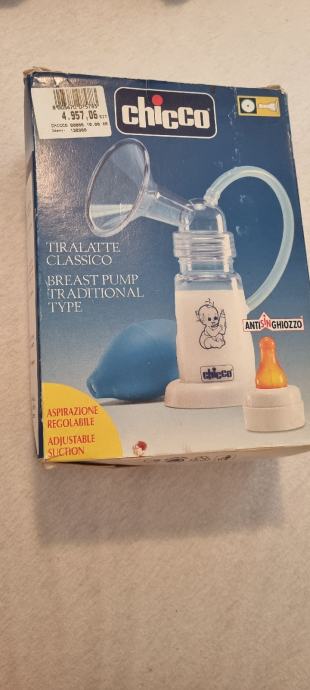 4.957,06
chicco
TIRALATTE
CLASSICO
BREAST PUMP
TRADITIONAL
TYPE
ANTISINGHIOZZO
chicco
ASPIRAZIONE
REGOLABILE
ADJUSTABLE
SUCTION